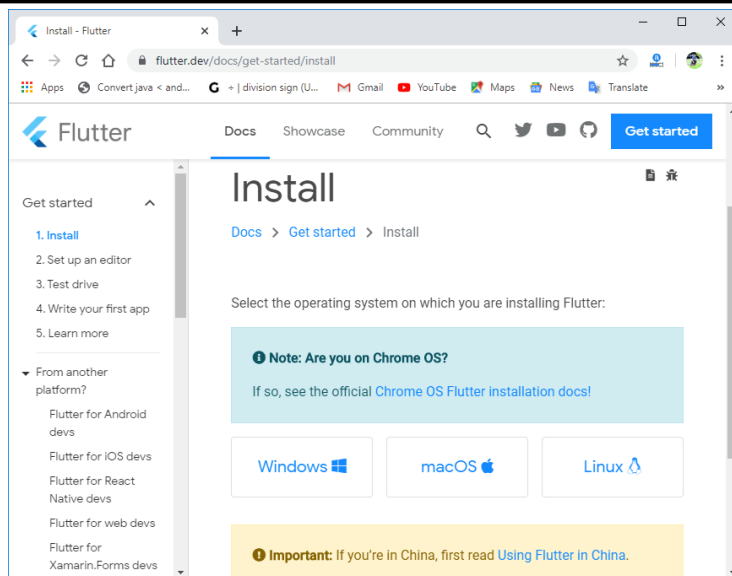 Install - Flutter
flutter.dev/docs/get-started/install
Apps Convert java < and... G ÷ | division sign (U... Gmail YouTube Maps News Translate »
Flutter Docs Showcase Community Get started
Get started
1. Install
2. Set up an editor
3. Test drive
4. Write your first app
5. Learn more
From another
platform?
Flutter for Android
devs
Flutter for iOS devs
Flutter for React
Native devs
Flutter for web devs
Flutter for
Xamarin.Forms devs
Install
Docs > Get started > Install
Select the operating system on which you are installing Flutter:
Note: Are you on Chrome OS?
If so, see the official Chrome OS Flutter installation docs!
Windows macOS Linux
Important: If you're in China, first read Using Flutter in China.